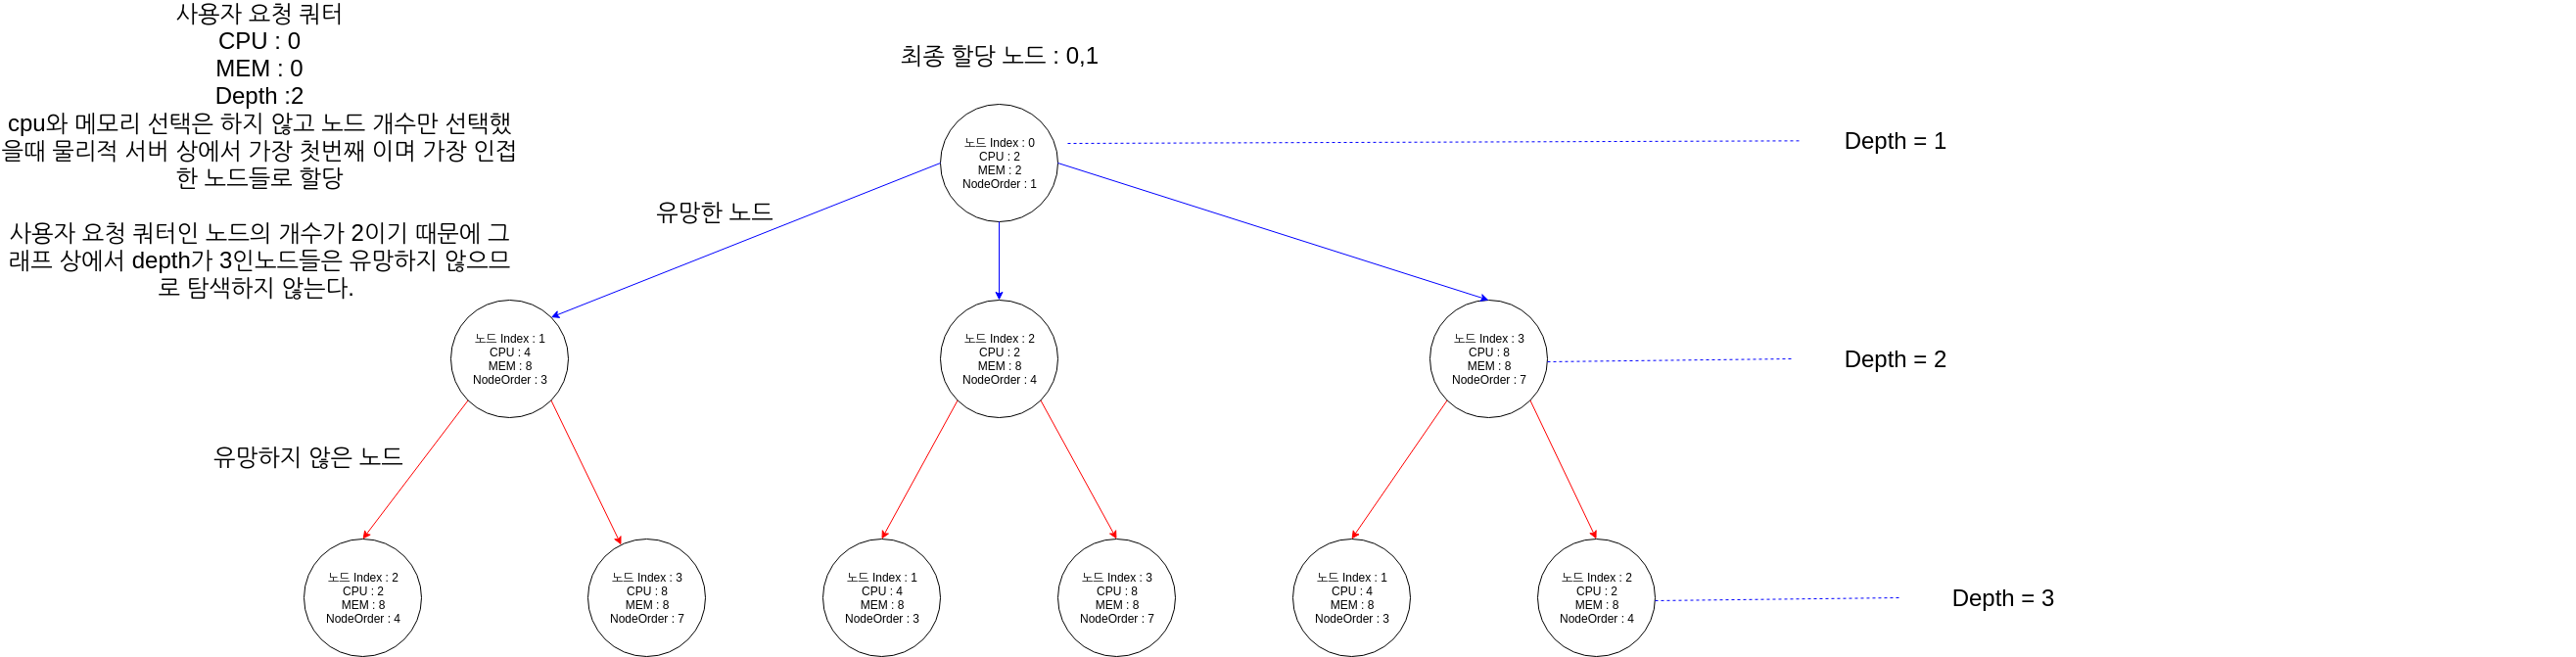 사용자 요청 쿼터
CPU : 0
MEM : 0
Depth :2
cpu와 메모리 선택은 하지 않고 노드 개수만 선택했
을때 물리적 서버 상에서 가장 첫번째 이며 가장 인접
한 노드들로 할당
사용자 요청 쿼터인 노드의 개수가 2이기 때문에 그
래프 상에서 depth가 3인노드들은 유망하지 않으므
로 탐색하지 않는다.
최종 할당 노드 : 0,1
노드 Index : 0
CPU : 2
MEM : 2
NodeOrder : 1
Depth = 1
유망한 노드
노드 Index : 1
CPU : 4
MEM : 8
NodeOrder : 3
노드 Index : 2
CPU : 2
MEM : 8
NodeOrder : 4
노드 Index : 3
CPU : 8
MEM : 8
NodeOrder : 7
Depth = 2
유망하지 않은 노드
노드 Index : 2
CPU : 2
MEM : 8
NodeOrder : 4
노드 Index : 3
CPU : 8
MEM : 8
NodeOrder : 7
노드 Index : 1
CPU : 4
MEM : 8
NodeOrder : 3
노드 Index : 3
CPU : 8
MEM : 8
NodeOrder : 7
노드 Index : 1
CPU : 4
MEM : 8
NodeOrder : 3
노드 Index : 2
CPU : 2
MEM : 8
NodeOrder : 4
Depth = 3